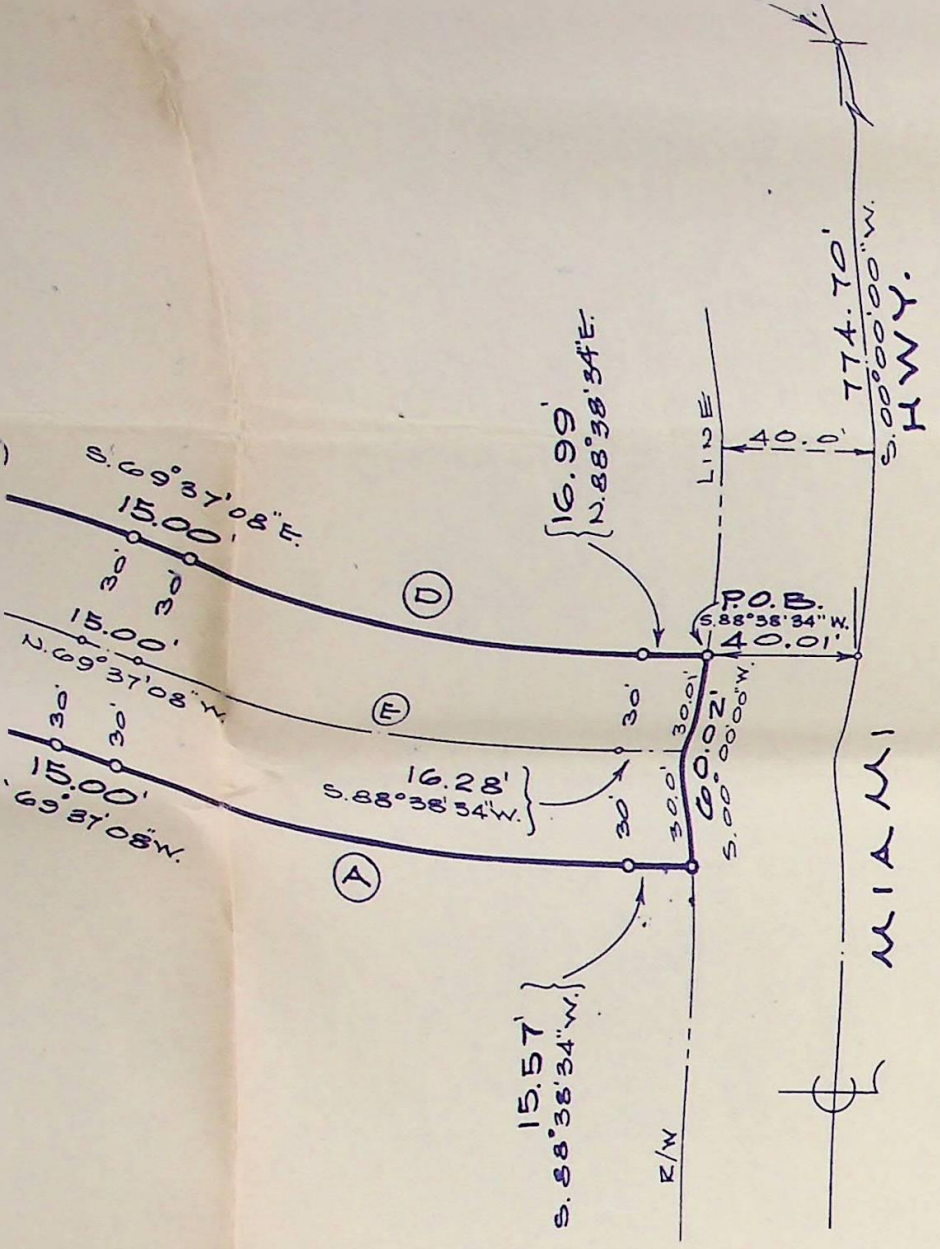 S.69°37'08"E.
15.00'
30'
30'
15.00'
N.69°37'08"W.
30'
30'
15.00'
69°37'08"W.
D
E
A
{16.99'
N.88°38'34"E.
16.28'
S.88°38'34"W.}
15.57'
S.88°38'34"W.}
30'
30'
30.01'
30.01'
60.02'
S.00°00'00"W.
P.O.B.
S.88°38'34"W.
40.01'
LINE
40.0'
774.70'
S.00°00'00"W.
R/W
MIAMI HWY.